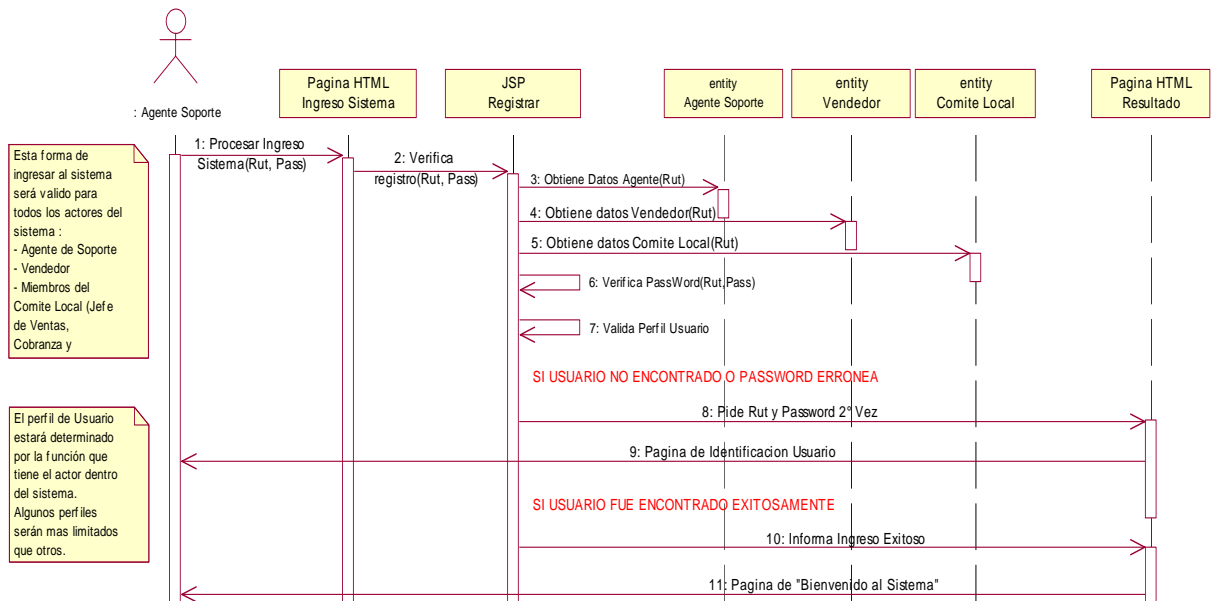 Pagina HTML
Ingreso Sistema
JSP
Registrar
entity
Agente Soporte
entity
Vendedor
entity
Comite Local
Pagina HTML
Resultado
: Agente Soporte
Esta forma de
ingresar al sistema
será valido para
todos los actores del
sistema :
- Agente de Soporte
- Vendedor
- Miembros del
Comite Local (Jefe
de Ventas,
Cobranza y
1: Procesar Ingreso
Sistema(Rut, Pass)
2: Verifica
registro(Rut, Pass)
3: Obtiene Datos Agente(Rut)
4: Obtiene datos Vendedor(Rut)
5: Obtiene datos Comite Local(Rut)
6: Verifica PassWord(Rut,Pass)
7: Valida Perfil Usuario
SI USUARIO NO ENCONTRADO O PASSWORD ERRONEA
8: Pide Rut y Password 2° Vez
9: Pagina de Identificacion Usuario
El perfil de Usuario
estará determinado
por la función que
tiene el actor dentro
del sistema.
Algunos perfiles
serán mas limitados
que otros.
SI USUARIO FUE ENCONTRADO EXITOSAMENTE
10: Informa Ingreso Exitoso
11: Pagina de "Bienvenido al Sistema"